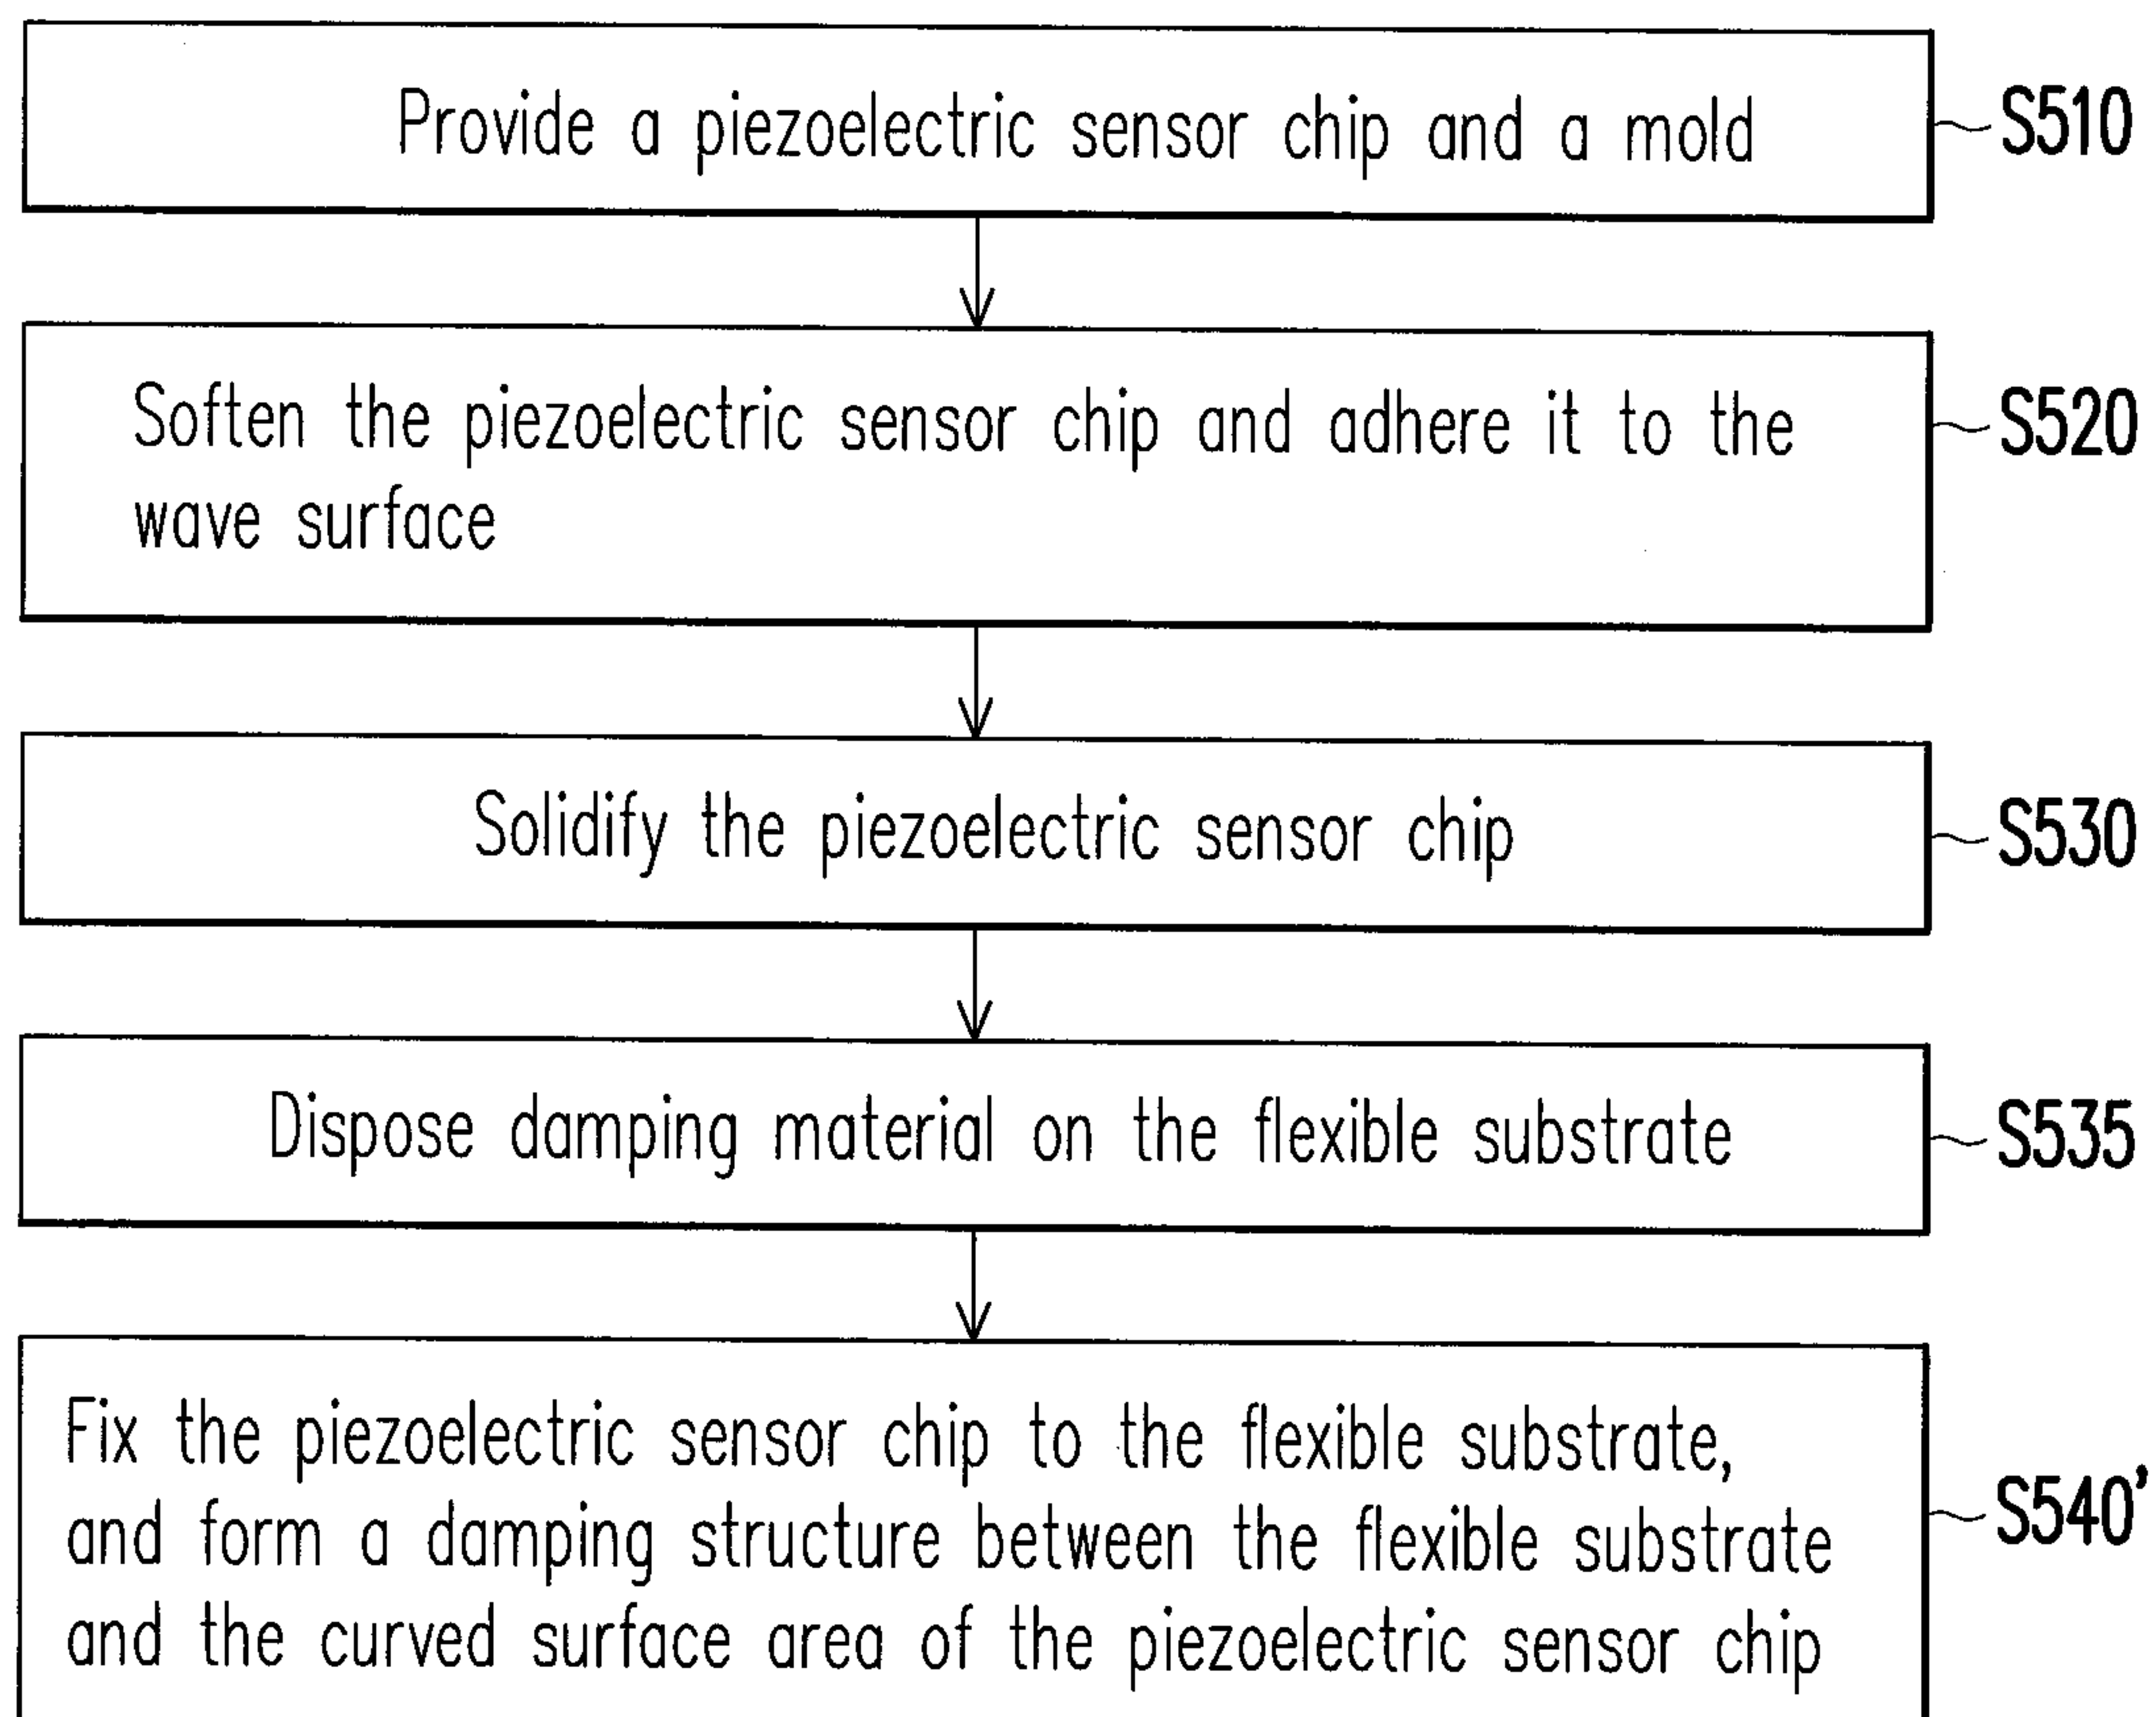 Provide a piezoelectric sensor chip and a mold
S510
Soften the piezoelectric sensor chip and adhere it to the
wave surface
S520
Solidify the piezoelectric sensor chip
S530
Dispose damping material on the flexible substrate
S535
Fix the piezoelectric sensor chip to the flexible substrate,
and form a damping structure between the flexible substrate
and the curved surface area of the piezoelectric sensor chip
S540'